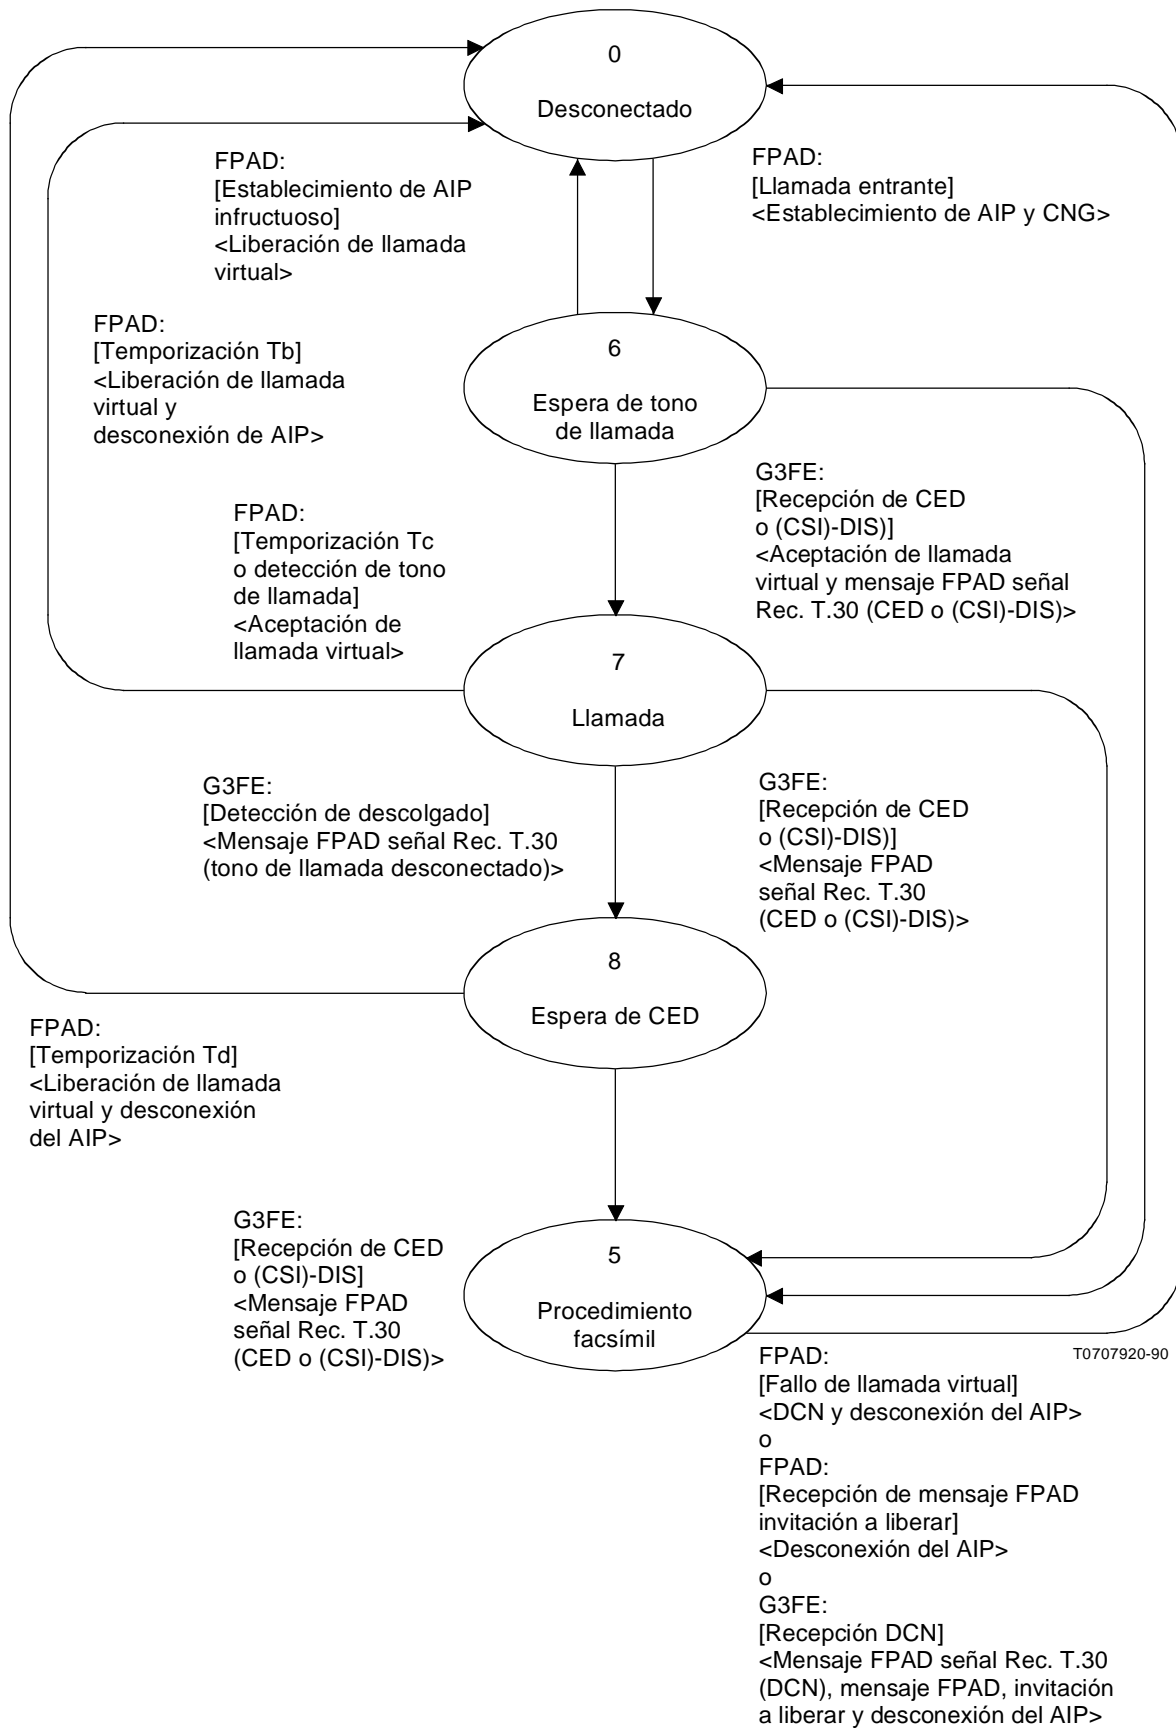 0
Desconectado
FPAD:
[Establecimiento de AIP
infructuoso]
<Liberación de llamada
virtual>
FPAD:
[Llamada entrante]
<Establecimiento de AIP y CNG>
FPAD:
[Temporización Tb]
<Liberación de llamada
virtual y
desconexión de AIP>
6
Espera de tono
de llamada
G3FE:
[Recepción de CED
o (CSI)-DIS)]
<Aceptación de llamada
virtual y mensaje FPAD señal
Rec. T.30 (CED o (CSI)-DIS)>
FPAD:
[Temporización Tc
o detección de tono
de llamada]
<Aceptación de
llamada virtual>
7
Llamada
G3FE:
[Detección de descolgado]
<Mensaje FPAD señal Rec. T.30
(tono de llamada desconectado)>
G3FE:
[Recepción de CED
o (CSI)-DIS)]
<Mensaje FPAD
señal Rec. T.30
(CED o (CSI)-DIS)>
8
Espera de CED
FPAD:
[Temporización Td]
<Liberación de llamada
virtual y desconexión
del AIP>
G3FE:
[Recepción de CED
o (CSI)-DIS]
<Mensaje FPAD
señal Rec. T.30
(CED o (CSI)-DIS)>
5
Procedimiento
facsímil
T0707920-90
FPAD:
[Fallo de llamada virtual]
<DCN y desconexión del AIP>
o
FPAD:
[Recepción de mensaje FPAD
invitación a liberar]
<Desconexión del AIP>
o
G3FE:
[Recepción DCN]
<Mensaje FPAD señal Rec. T.30
(DCN), mensaje FPAD, invitación
a liberar y desconexión del AIP>